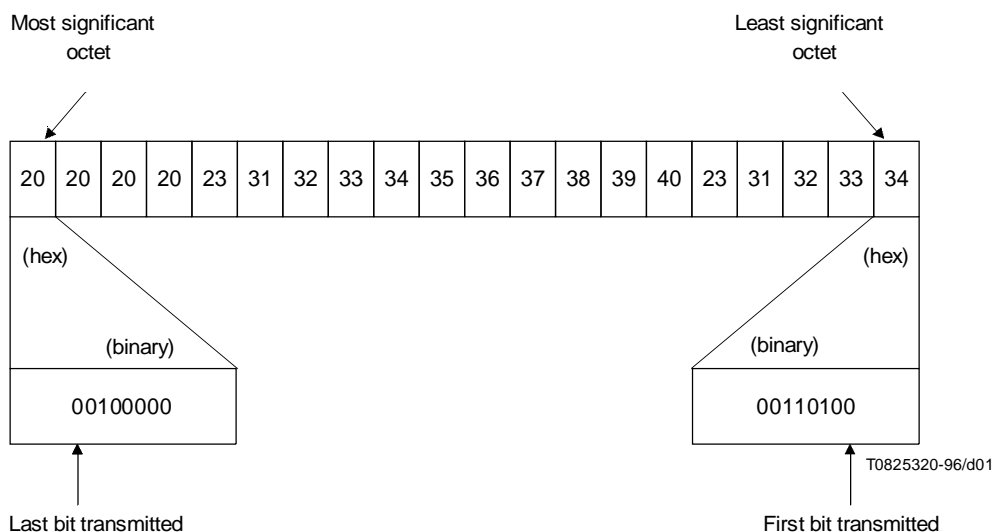 Most significant octet
Least significant octet
20 20 20 20 23 31 32 33 34 35 36 37 38 39 40 23 31 32 33 34
(hex) (hex)
(binary) (binary)
00100000 00110100
T0825320-96/d01
Last bit transmitted First bit transmitted